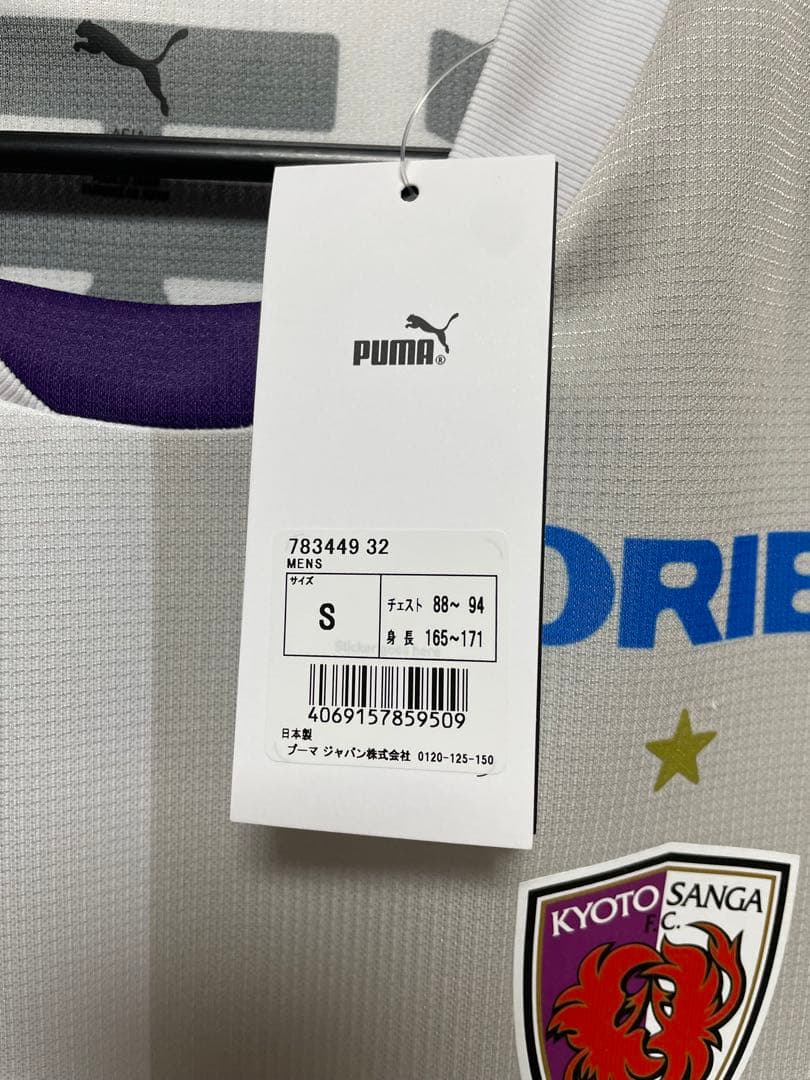 PUMA®
783449 32
MENS
サイズ
S
チェスト 88～ 94
身 長 165～171
4069157859509
日本製
プーマ ジャパン株式会社 0120-125-150
ORIE
KYOTO SANGA
F.C.